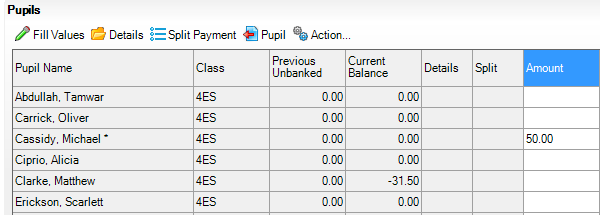 Pupils
Fill Values Details Split Payment Pupil Action...
Pupil Name Class Previous Unbanked Current Balance Details Split Amount
Abdullah, Tamwar 4ES 0.00 0.00
Carrick, Oliver 4ES 0.00 0.00
Cassidy, Michael * 4ES 0.00 0.00 50.00
Ciprio, Alicia 4ES 0.00 0.00
Clarke, Matthew 4ES 0.00 -31.50
Erickson, Scarlett 4ES 0.00 0.00